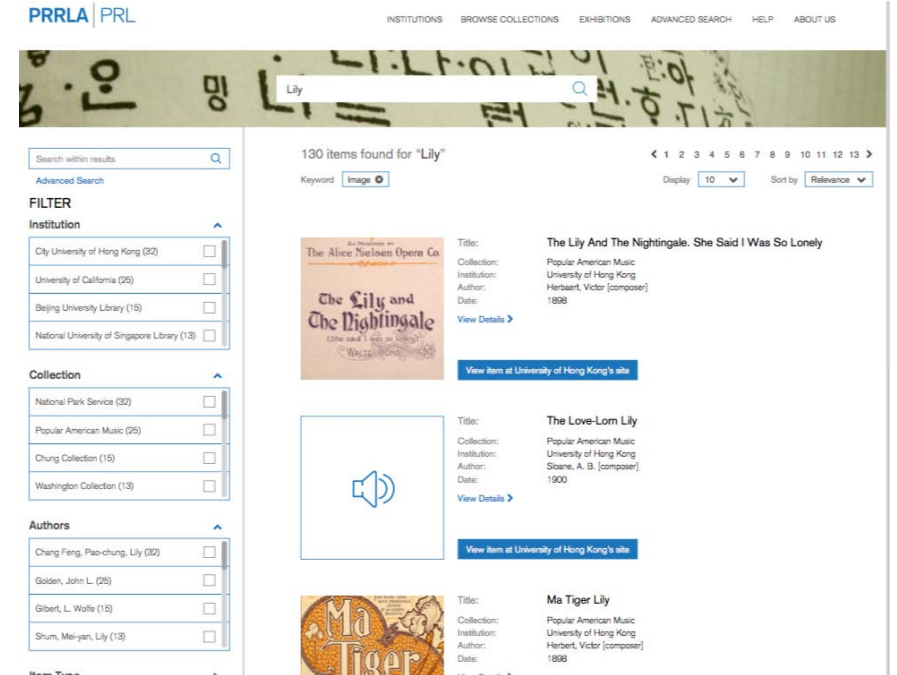 PRRLA | PRL
INSTITUTIONS BROWSE COLLECTIONS EXHIBITIONS ADVANCED SEARCH HELP ABOUT US
Lily
Search within results
Advanced Search
FILTER
Institution
City University of Hong Kong (32)
University of California (25)
Beijing University Library (15)
National University of Singapore Library (13)
Collection
National Park Service (32)
Popular American Music (25)
Chung Collection (15)
Washington Collection (13)
Authors
Chang Feng, Pao-chung, Lily (32)
Golden, John L. (25)
Gilbert, L. Wolfe (15)
Shum, Mei-yan, Lily (13)
Item Type
130 items found for “Lily”
1 2 3 4 5 6 7 8 9 10 11 12 13
Keyword Image
Display 10 Sort by Relevance
The Alice Nielsen Opera Co.
The Lily and
The Nightingale
Title: The Lily And The Nightingale. She Said I Was So Lonely
Collection: Popular American Music
Institution: University of Hong Kong
Author: Herbaert, Victor [composer]
Date: 1898
View Details
View item at University of Hong Kong's site
Title: The Love-Lorn Lily
Collection: Popular American Music
Institution: University of Hong Kong
Author: Sloane, A. B. [composer]
Date: 1900
View Details
View item at University of Hong Kong's site
Ma
Tiger
Title: Ma Tiger Lily
Collection: Popular American Music
Institution: University of Hong Kong
Author: Herbert, Victor [composer]
Date: 1898
View Details